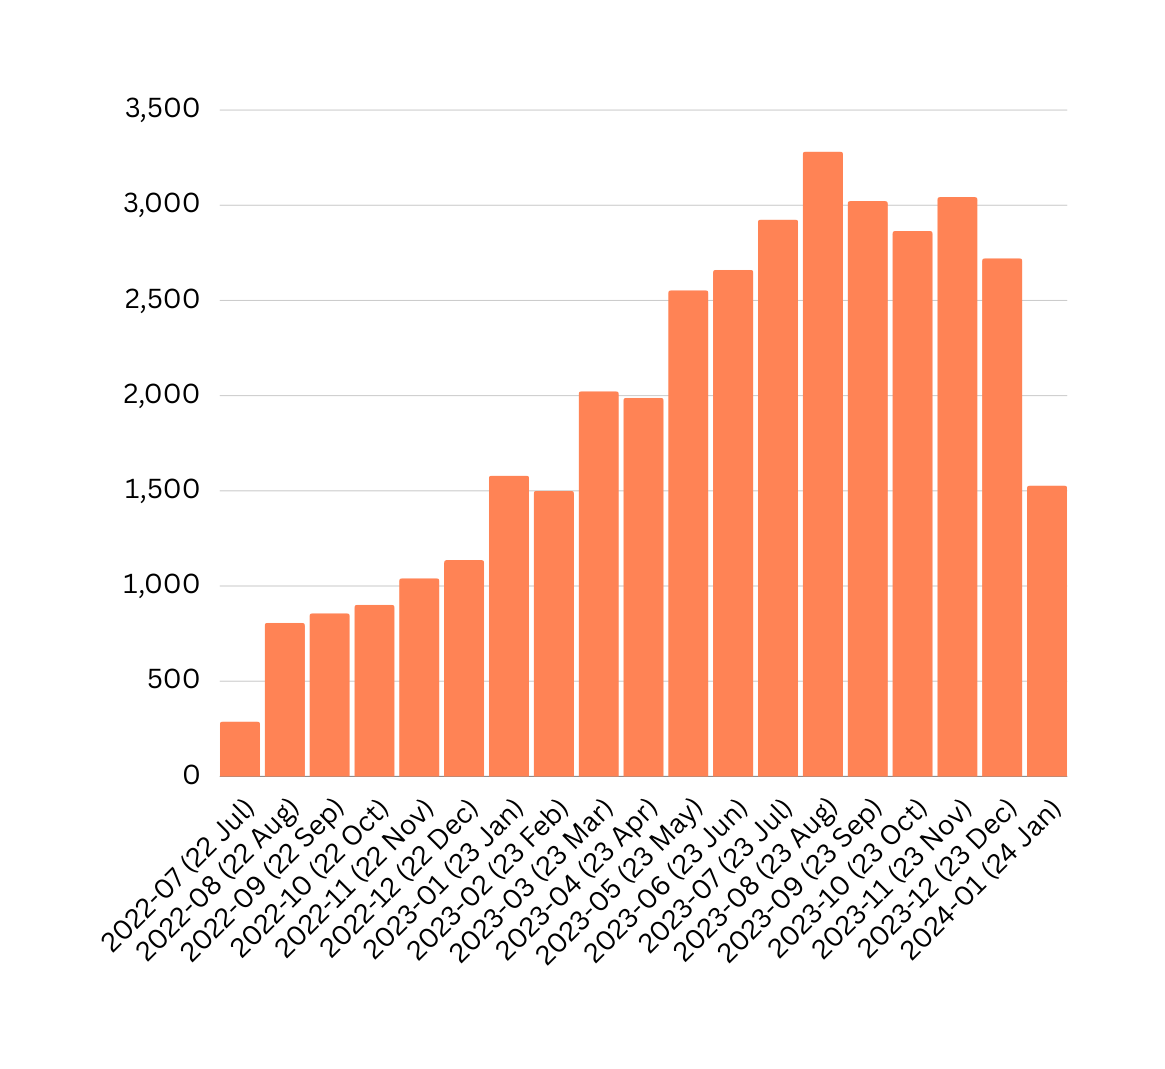 3,500
3,000
2,500
2,000
1,500
1,000
500
0
2022-07 (22 Jul)
2022-08 (22 Aug)
2022-09 (22 Sep)
2022-10 (22 Oct)
2022-11 (22 Nov)
2022-12 (22 Dec)
2023-01 (23 Jan)
2023-02 (23 Feb)
2023-03 (23 Mar)
2023-04 (23 Apr)
2023-05 (23 May)
2023-06 (23 Jun)
2023-07 (23 Jul)
2023-08 (23 Aug)
2023-09 (23 Sep)
2023-10 (23 Oct)
2023-11 (23 Nov)
2023-12 (23 Dec)
2024-01 (24 Jan)